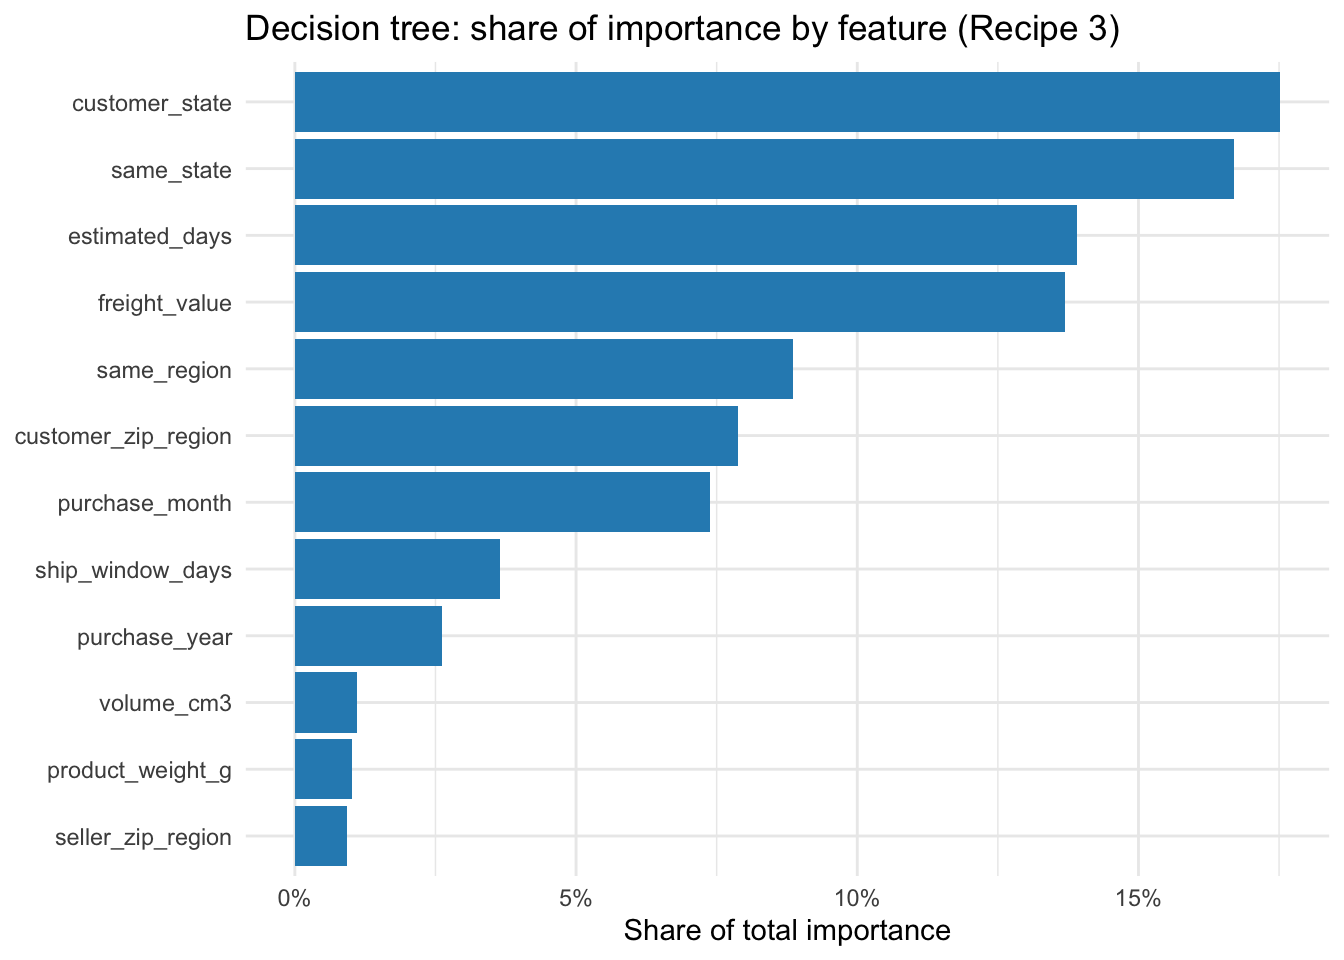 Decision tree: share of importance by feature (Recipe 3)
customer_state
same_state
estimated_days
freight_value
same_region
customer_zip_region
purchase_month
ship_window_days
purchase_year
volume_cm3
product_weight_g
seller_zip_region
0% 5% 10% 15%
Share of total importance